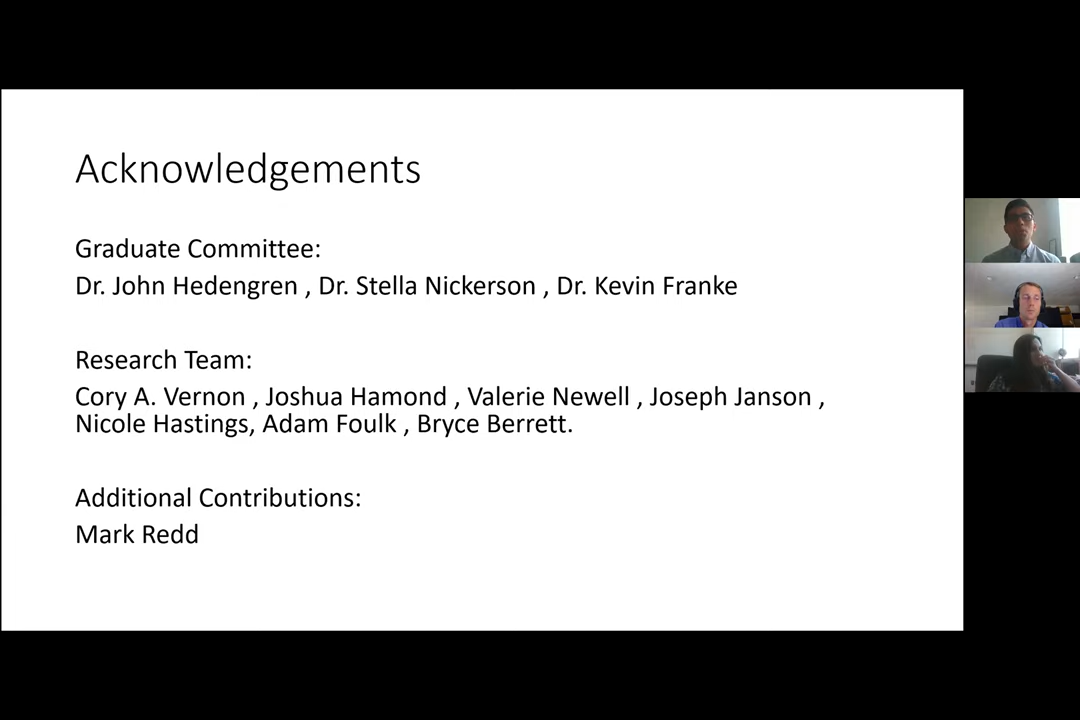 Acknowledgements
Graduate Committee:
Dr. John Hedengren , Dr. Stella Nickerson , Dr. Kevin Franke
Research Team:
Cory A. Vernon , Joshua Hamond , Valerie Newell , Joseph Janson ,
Nicole Hastings, Adam Foulk , Bryce Berrett.
Additional Contributions:
Mark Redd